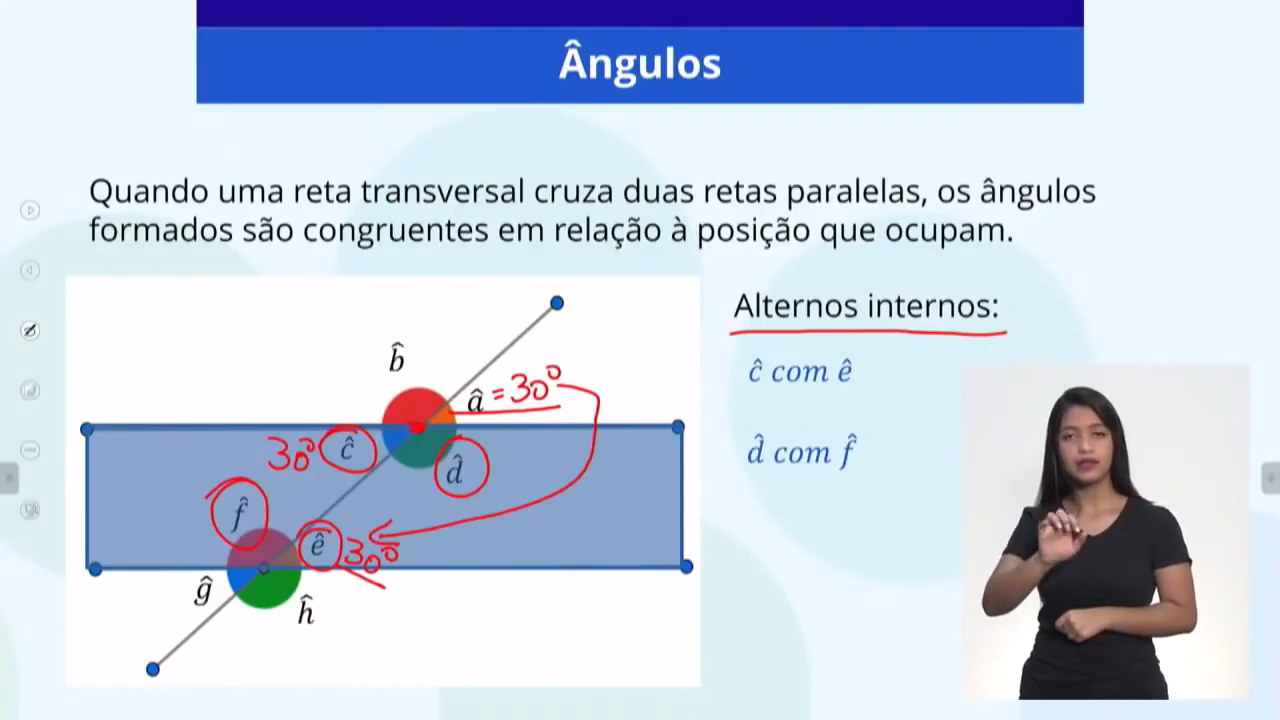 Ângulos
Quando uma reta transversal cruza duas retas paralelas, os ângulos
formados são congruentes em relação à posição que ocupam.
Alternos internos:
ĉ com ê
d̂ com f̂
b̂
â = 30°
30° ĉ
d̂
f̂
ê 30°
ĝ
ĥ